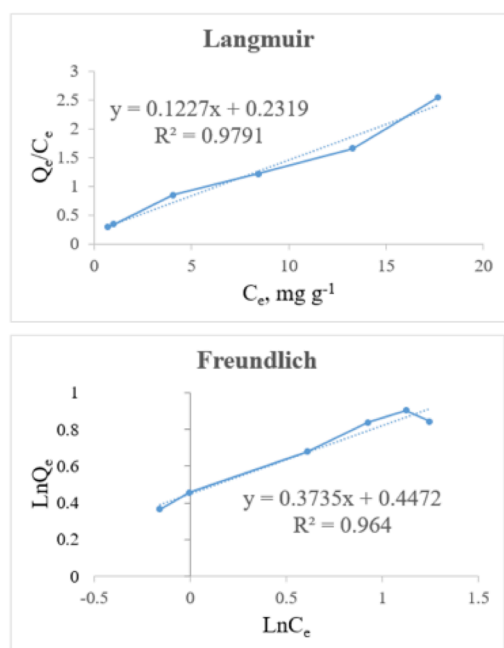 Langmuir
3
2.5
2
1.5
1
0.5
0
y = 0.1227x + 0.2319
R² = 0.9791
Qe/Ce
0 5 10 15 20
Ce, mg g⁻¹
Freundlich
1
0.8
0.6
0.4
0.2
0
LnQe
y = 0.3735x + 0.4472
R² = 0.964
-0.5 0 0.5 1 1.5
LnCe